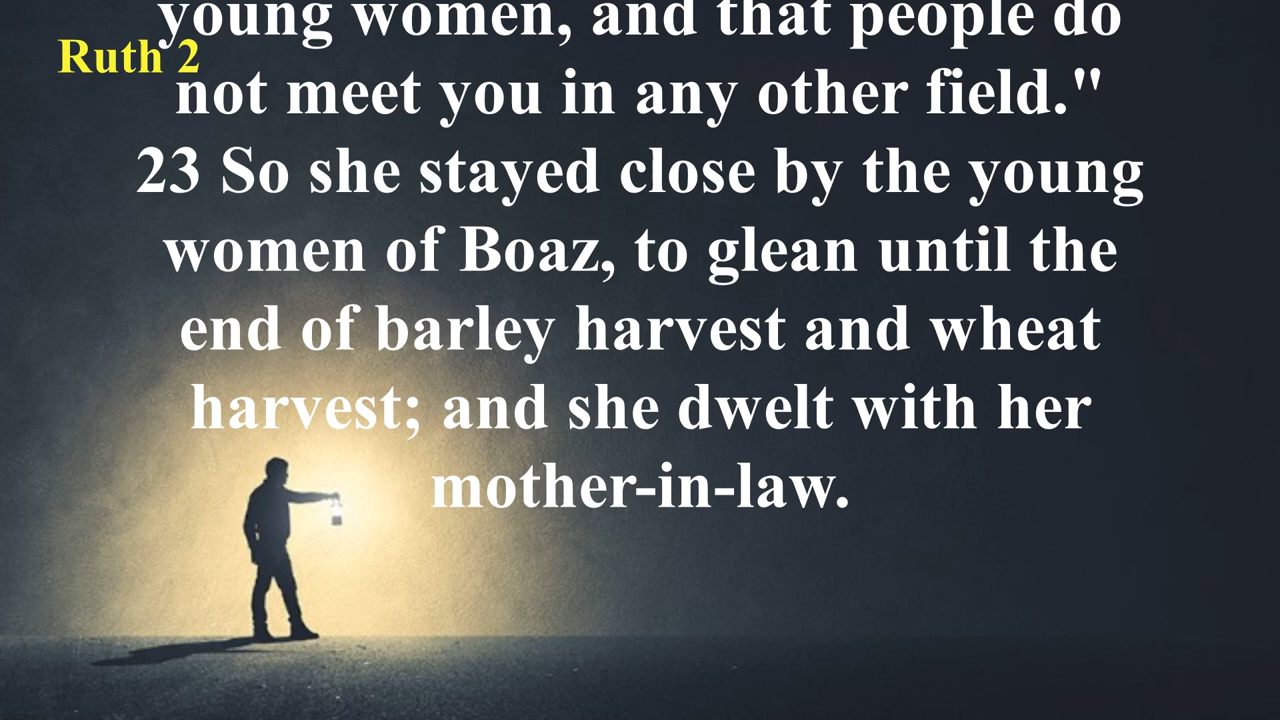 young women, and that people do
Ruth 2
not meet you in any other field."
23 So she stayed close by the young
women of Boaz, to glean until the
end of barley harvest and wheat
harvest; and she dwelt with her
mother-in-law.